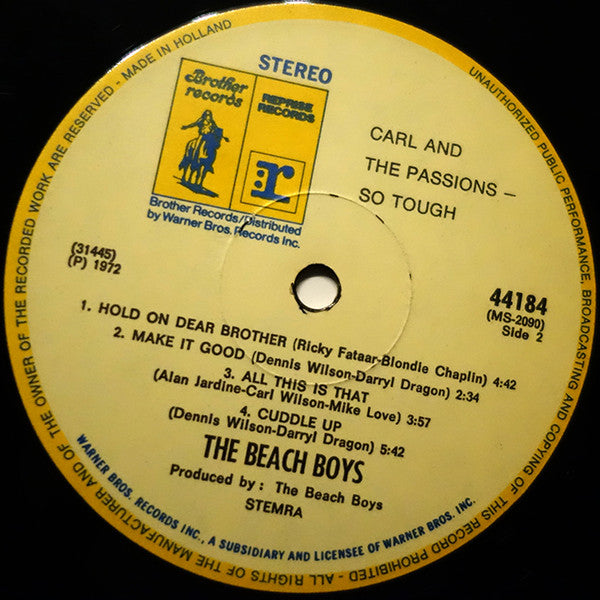 STEREO
Brother
records
REPRISE
RECORDS
r:
Brother Records/Distributed
by Warner Bros. Records Inc.
CARL AND
THE PASSIONS –
SO TOUGH
(31445)
(P) 1972
44184
(MS-2090)
Side 2
1. HOLD ON DEAR BROTHER (Ricky Fataar-Blondie Chaplin) 4:42
2. MAKE IT GOOD (Dennis Wilson-Darryl Dragon) 2:34
3. ALL THIS IS THAT
(Alan Jardine-Carl Wilson-Mike Love) 3:57
4. CUDDLE UP
(Dennis Wilson-Darryl Dragon) 5:42
THE BEACH BOYS
Produced by: The Beach Boys
STEMRA
WARNER BROS. RECORDS INC., A SUBSIDIARY AND LICENSEE OF WARNER BROS. INC.
UNAUTHORIZED PUBLIC PERFORMANCE, BROADCASTING AND COPYING OF THIS RECORD PROHIBITED - ALL RIGHTS OF THE MANUFACTURER AND OF THE OWNER OF THE RECORDED WORK ARE RESERVED - MADE IN HOLLAND